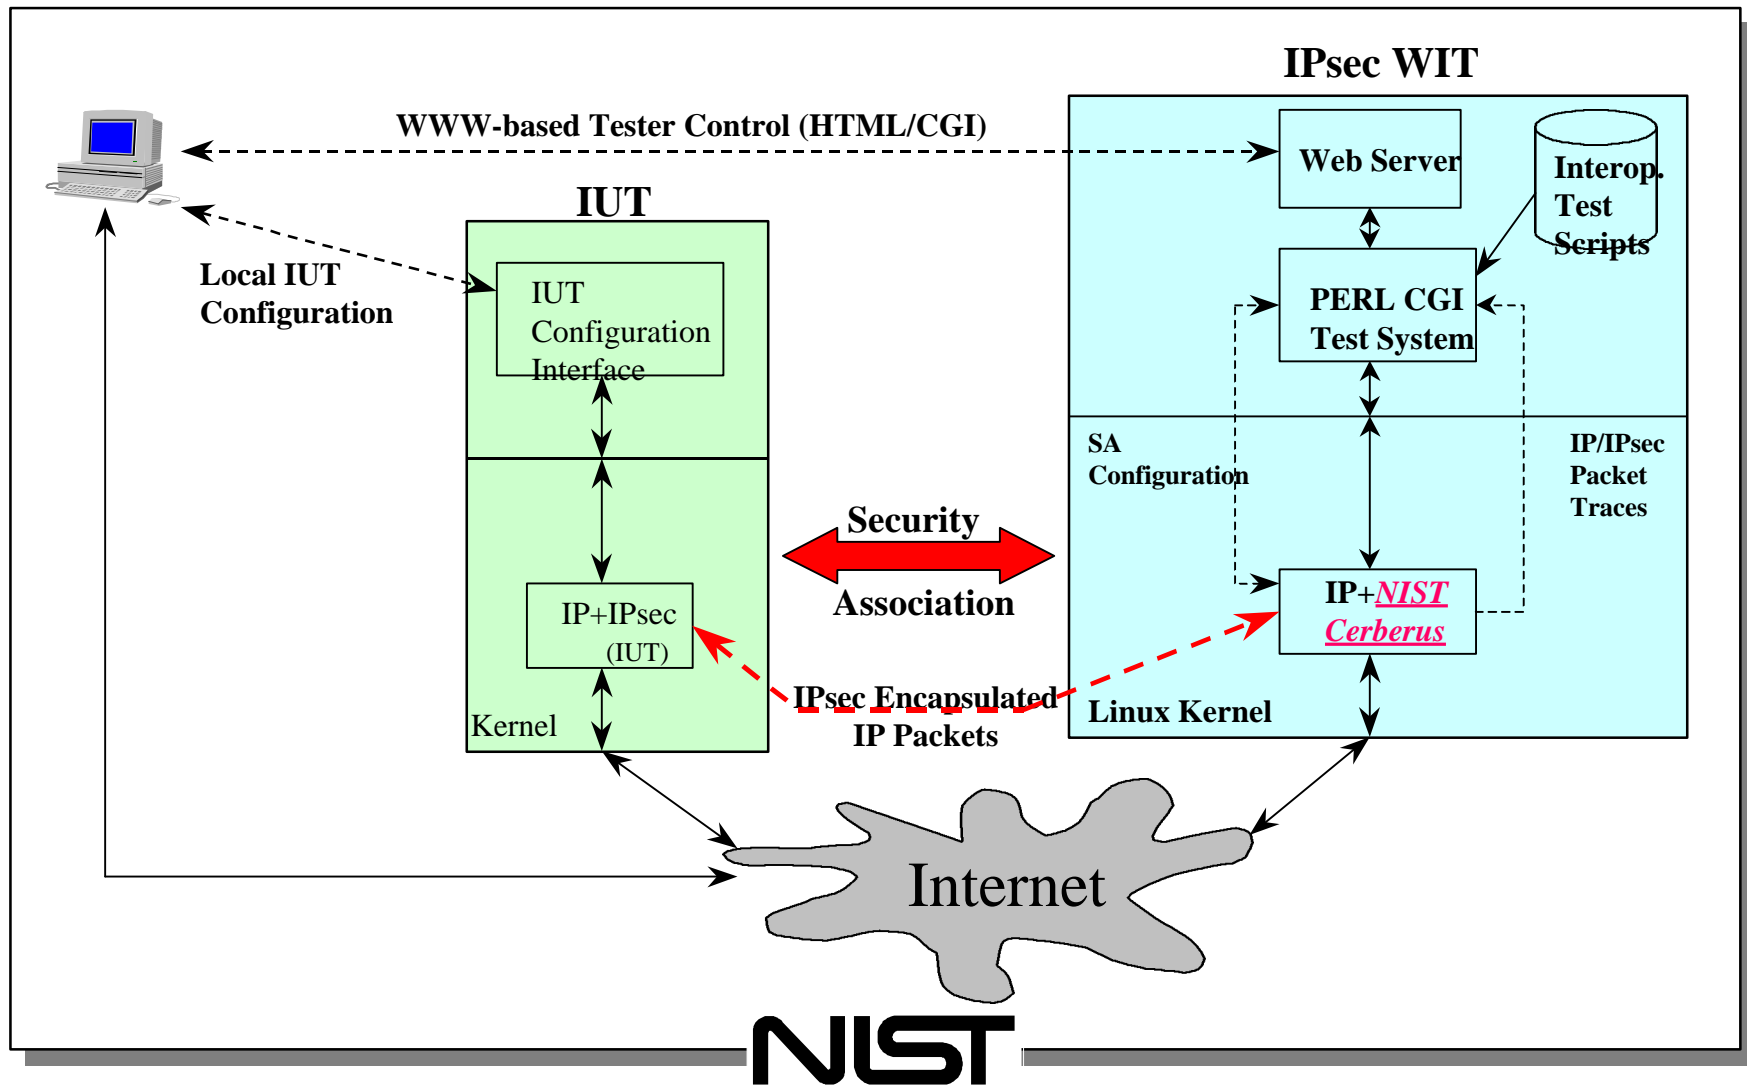 IPsec WIT
WWW-based Tester Control (HTML/CGI)
Web Server
Interop.
Test
Scripts
IUT
Local IUT
Configuration
IUT
Configuration
Interface
PERL CGI
Test System
SA
Configuration
IP/IPsec
Packet
Traces
Security
Association
IP+IPsec
(IUT)
IP+NIST
Cerberus
IPsec Encapsulated
IP Packets
Kernel
Linux Kernel
Internet
NIST